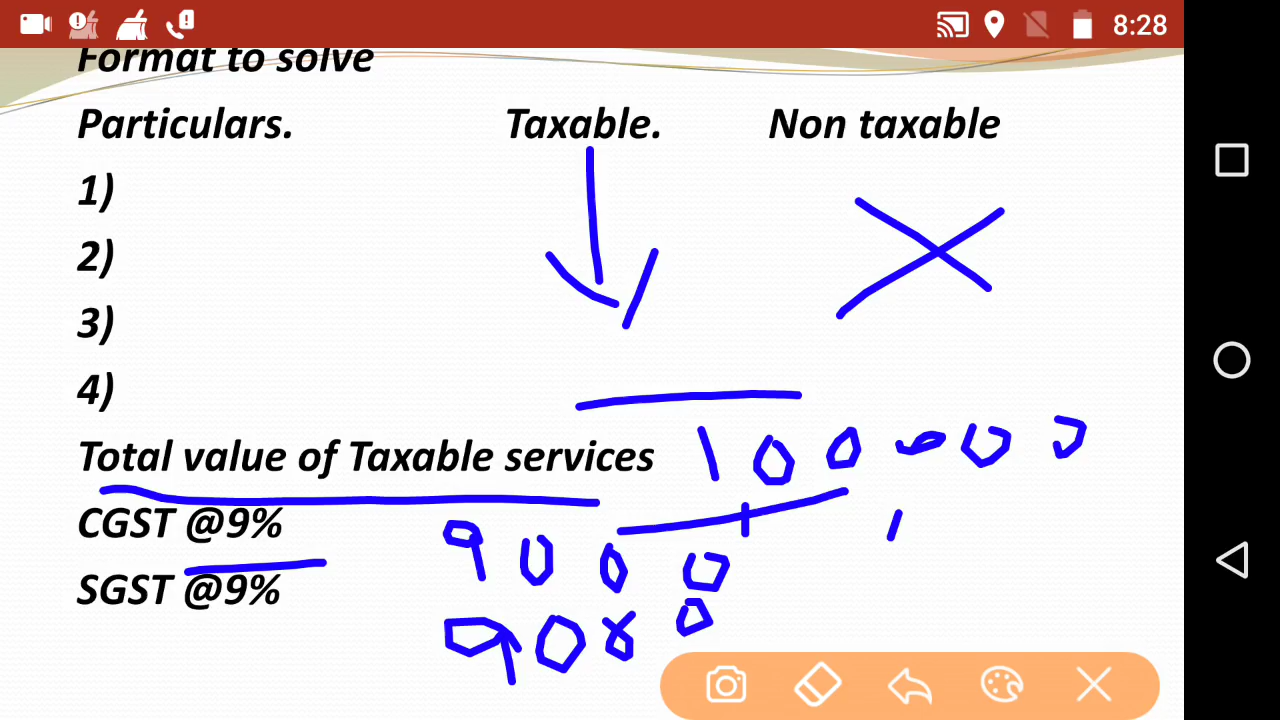 8:28
Format to solve
Particulars. Taxable. Non taxable
1)
2)
3)
4)
Total value of Taxable services 100000
CGST @9% 9000
SGST @9% 9000